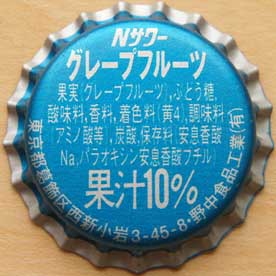 Nサワー
グレープフルーツ
果実(グレープフルーツ),ぶどう糖,
酸味料,香料,着色料(黄4),調味料
(アミノ酸等),炭酸,保存料(安息香酸
Na,パラオキシン安息香酸ブチル)
果汁10%
東京都葛飾区西新小岩3-45-8・野中食品工業(有)